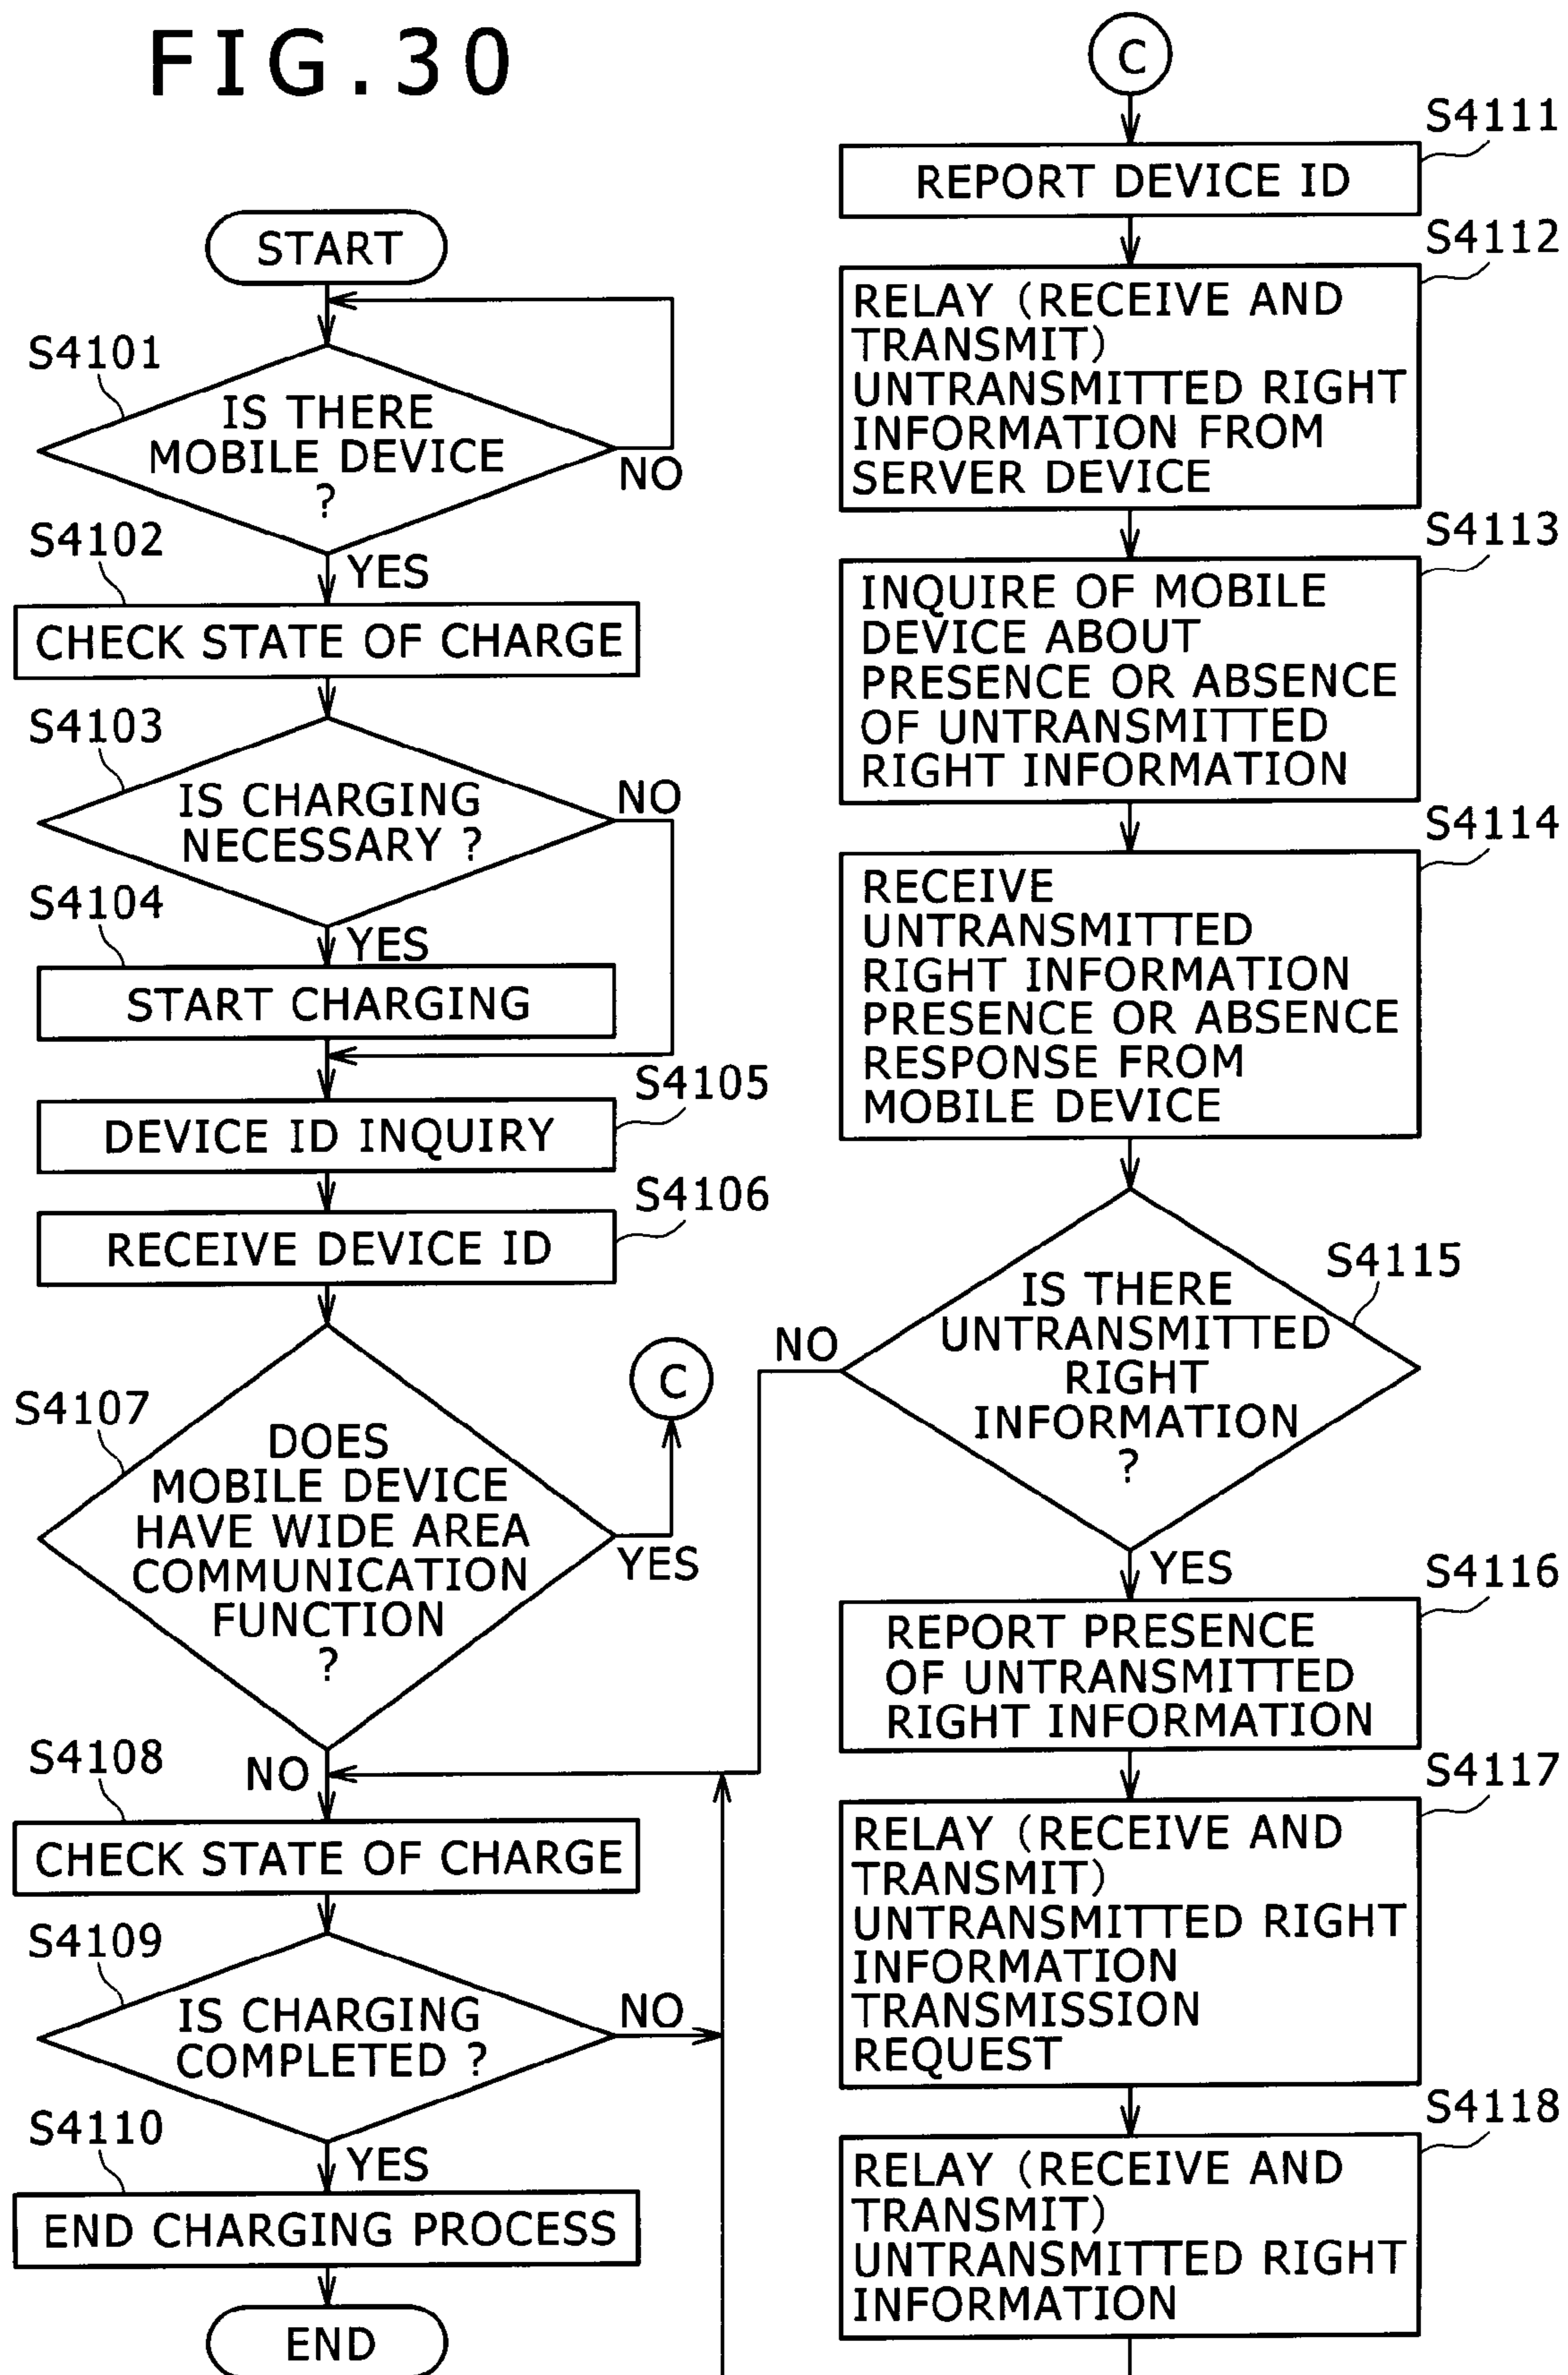 FIG.30
START
S4101
IS THERE
MOBILE DEVICE
?
NO
YES
S4102
CHECK STATE OF CHARGE
S4103
IS CHARGING
NECESSARY ?
NO
YES
S4104
START CHARGING
S4105
DEVICE ID INQUIRY
S4106
RECEIVE DEVICE ID
S4107
DOES
MOBILE DEVICE
HAVE WIDE AREA
COMMUNICATION
FUNCTION
?
YES
C
NO
S4108
CHECK STATE OF CHARGE
S4109
IS CHARGING
COMPLETED ?
NO
YES
S4110
END CHARGING PROCESS
END
C
S4111
REPORT DEVICE ID
S4112
RELAY (RECEIVE AND
TRANSMIT)
UNTRANSMITTED RIGHT
INFORMATION FROM
SERVER DEVICE
S4113
INQUIRE OF MOBILE
DEVICE ABOUT
PRESENCE OR ABSENCE
OF UNTRANSMITTED
RIGHT INFORMATION
S4114
RECEIVE
UNTRANSMITTED
RIGHT INFORMATION
PRESENCE OR ABSENCE
RESPONSE FROM
MOBILE DEVICE
S4115
IS THERE
UNTRANSMITTED
RIGHT
INFORMATION
?
NO
YES
S4116
REPORT PRESENCE
OF UNTRANSMITTED
RIGHT INFORMATION
S4117
RELAY (RECEIVE AND
TRANSMIT)
UNTRANSMITTED RIGHT
INFORMATION
TRANSMISSION
REQUEST
S4118
RELAY (RECEIVE AND
TRANSMIT)
UNTRANSMITTED RIGHT
INFORMATION